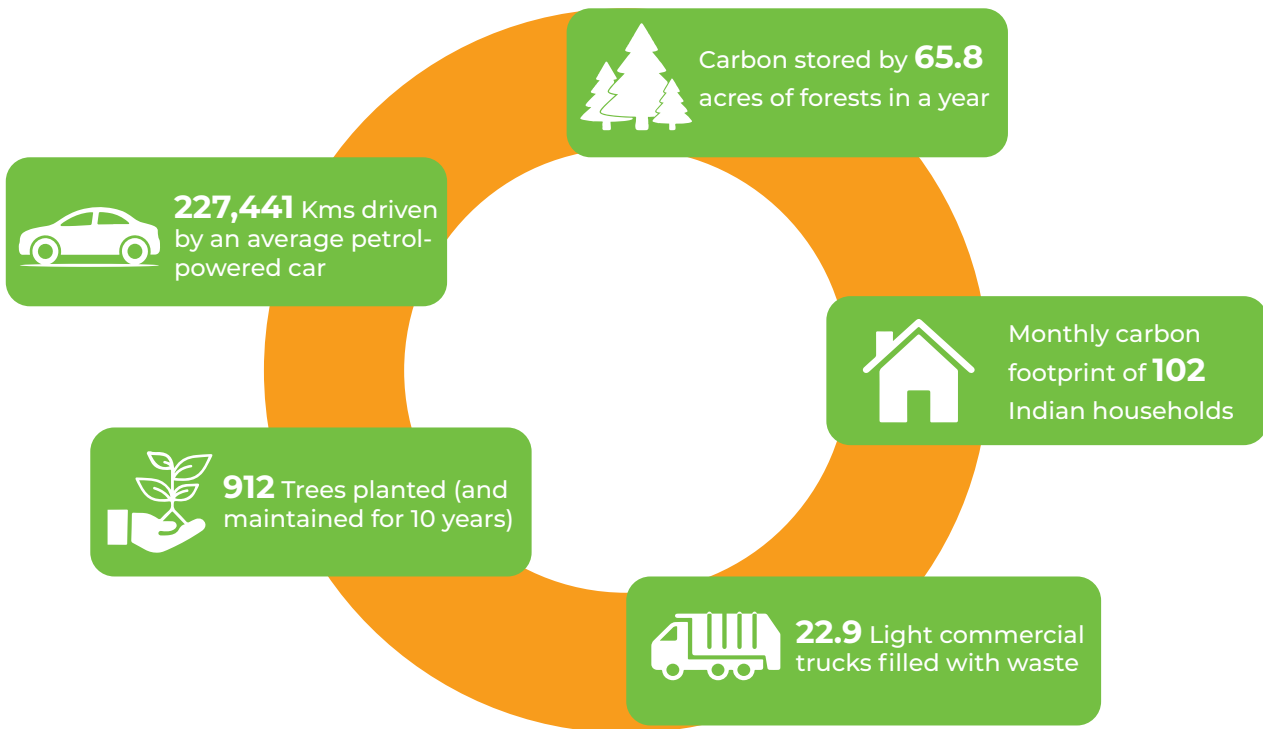 Carbon stored by 65.8
acres of forests in a year
227,441 Kms driven
by an average petrol-
powered car
Monthly carbon
footprint of 102
Indian households
912 Trees planted (and
maintained for 10 years)
22.9 Light commercial
trucks filled with waste